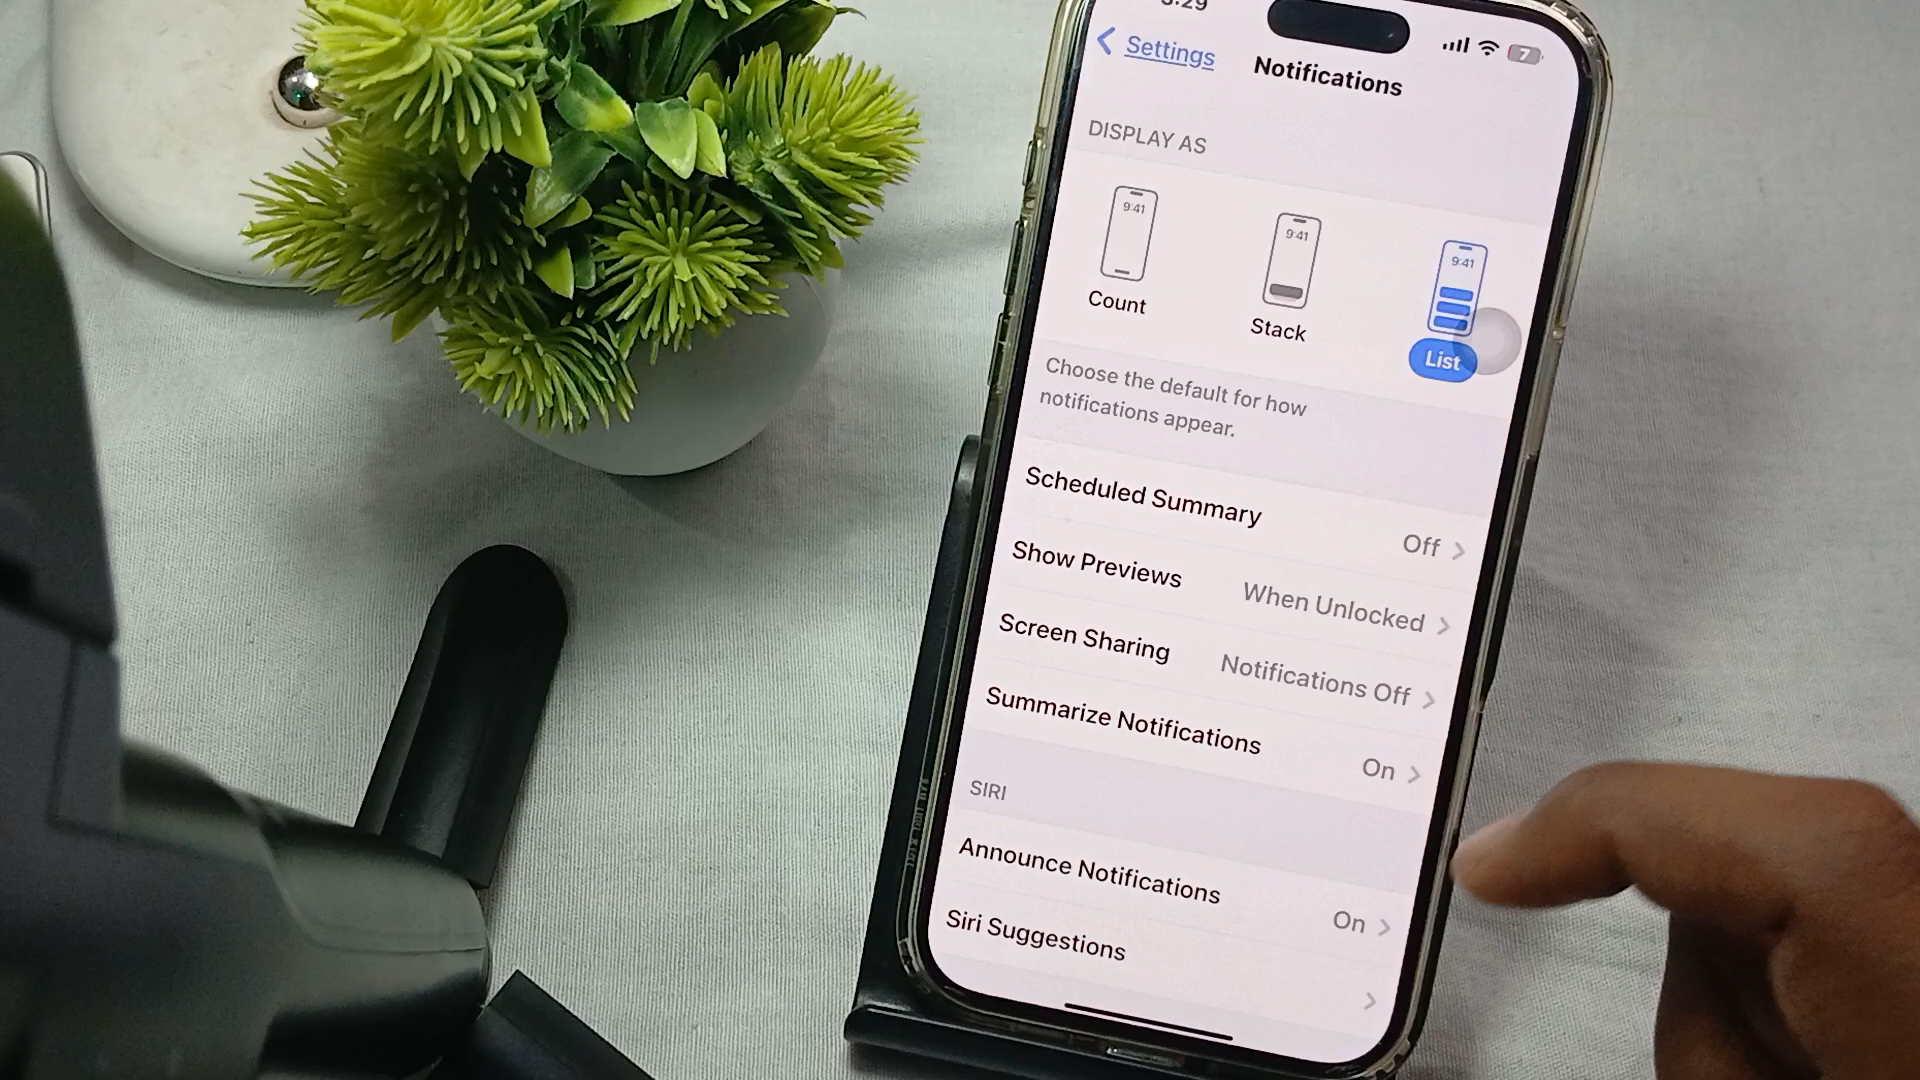 Settings
Notifications
7
DISPLAY AS
9:41
9:41
9:41
Count
Stack
List
Choose the default for how
notifications appear.
Scheduled Summary
Off
Show Previews
When Unlocked
Screen Sharing
Notifications Off
Summarize Notifications
On
SIRI
Announce Notifications
On
Siri Suggestions